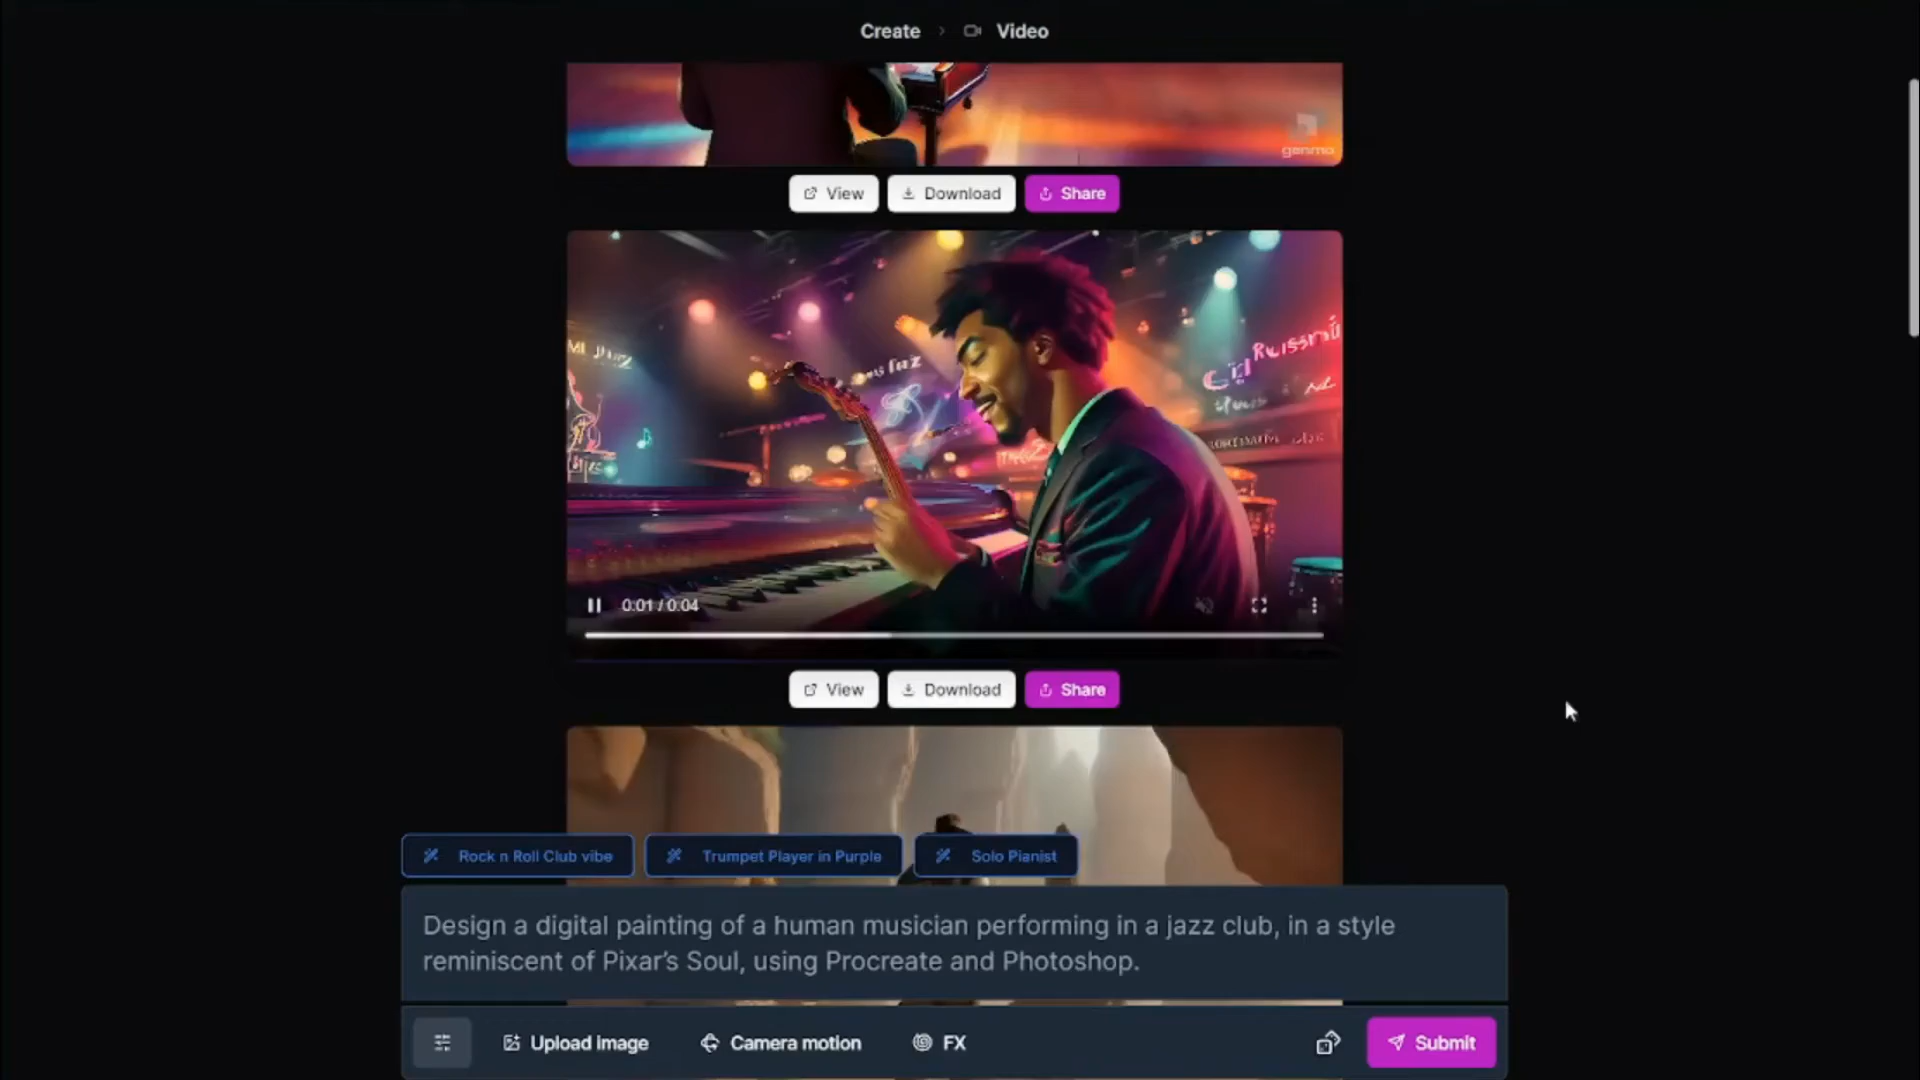 Create > Video
genmo
View Download Share
0:01 / 0:04
View Download Share
Rock n Roll Club vibe Trumpet Player in Purple Solo Pianist
Design a digital painting of a human musician performing in a jazz club, in a style
reminiscent of Pixar’s Soul, using Procreate and Photoshop.
Upload image Camera motion FX Submit